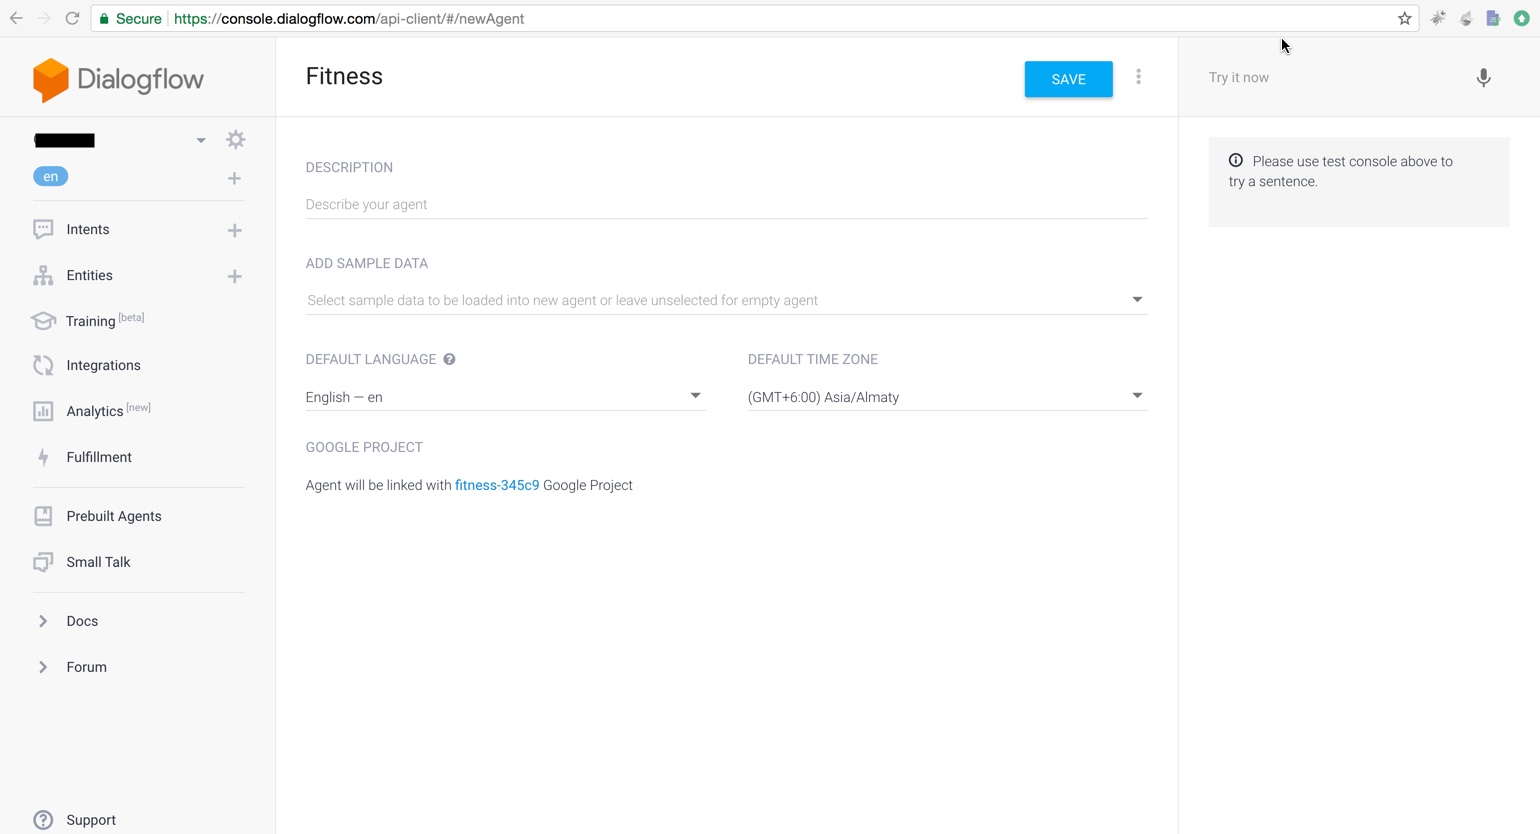 Secure https://console.dialogflow.com/api-client/#/newAgent
Dialogflow
en
Intents
Entities
Training [beta]
Integrations
Analytics [new]
Fulfillment
Prebuilt Agents
Small Talk
Docs
Forum
Support
Fitness
SAVE
DESCRIPTION
Describe your agent
ADD SAMPLE DATA
Select sample data to be loaded into new agent or leave unselected for empty agent
DEFAULT LANGUAGE
DEFAULT TIME ZONE
English — en
(GMT+6:00) Asia/Almaty
GOOGLE PROJECT
Agent will be linked with fitness-345c9 Google Project
Try it now
Please use test console above to
try a sentence.